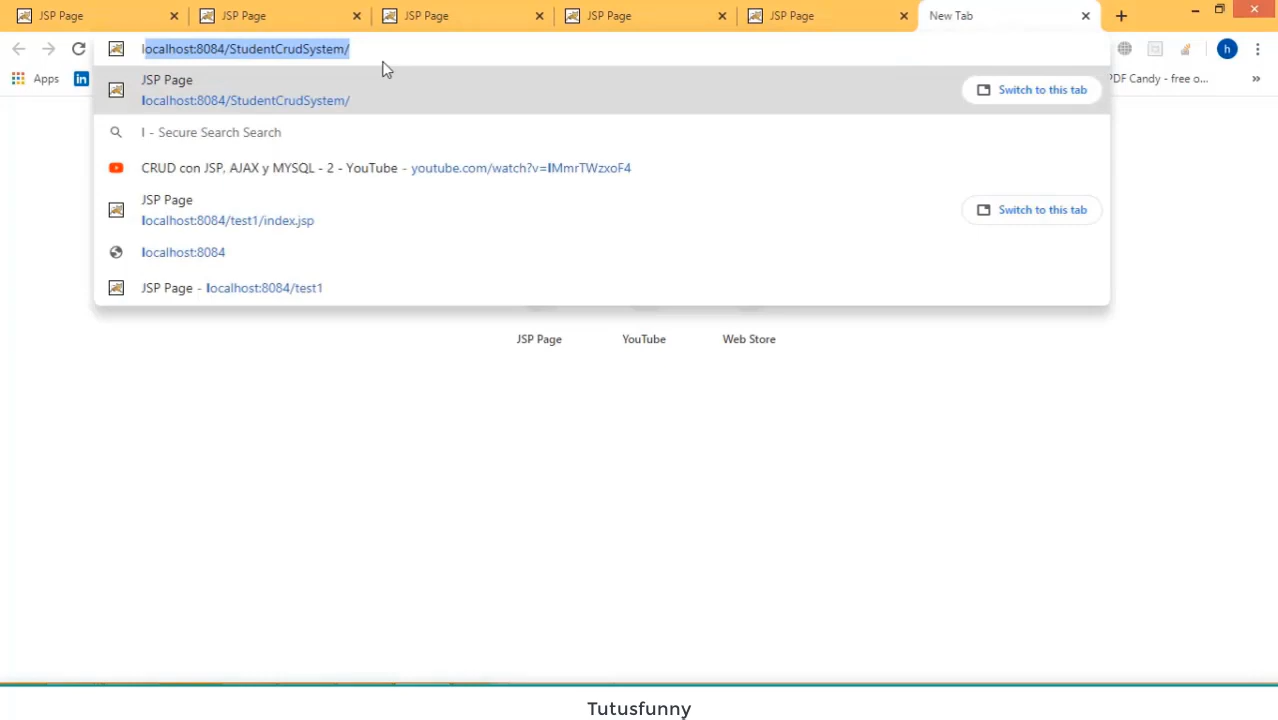 JSP Page
JSP Page
JSP Page
JSP Page
JSP Page
New Tab
localhost:8084/StudentCrudSystem/
h
Apps
in
PDF Candy - free o...
JSP Page
localhost:8084/StudentCrudSystem/
Switch to this tab
l - Secure Search Search
CRUD con JSP, AJAX y MYSQL - 2 - YouTube - youtube.com/watch?v=lMmrTWzxoF4
JSP Page
localhost:8084/test1/index.jsp
Switch to this tab
localhost:8084
JSP Page - localhost:8084/test1
JSP Page
YouTube
Web Store
Tutusfunny